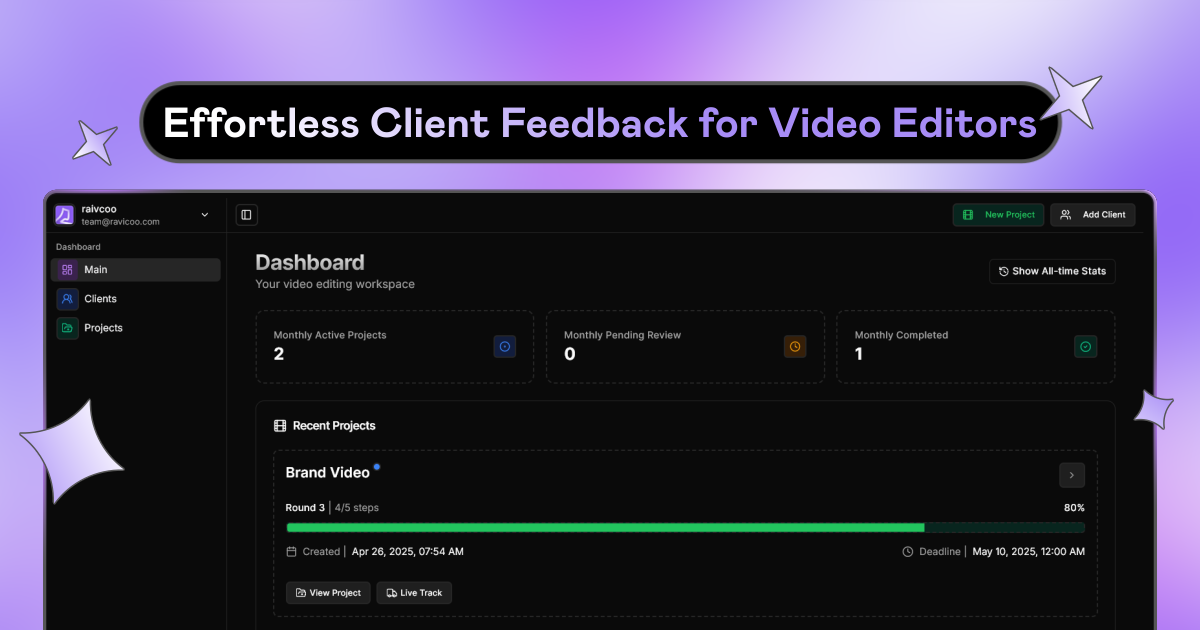 Effortless Client Feedback for Video Editors
raivcoo
team@ravicoo.com
New Project
Add Client
Dashboard
Main
Clients
Projects
Dashboard
Your video editing workspace
Show All-time Stats
Monthly Active Projects
2
Monthly Pending Review
0
Monthly Completed
1
Recent Projects
Brand Video
Round 3 | 4/5 steps
80%
Created | Apr 26, 2025, 07:54 AM
Deadline | May 10, 2025, 12:00 AM
View Project
Live Track